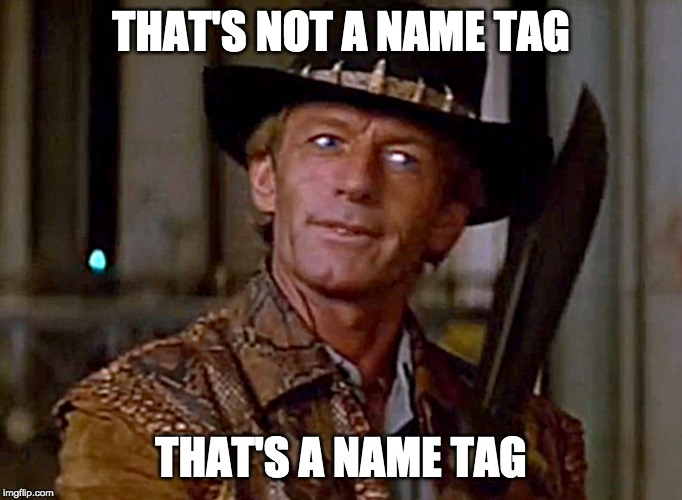 THAT'S NOT A NAME TAG
THAT'S A NAME TAG
imgflip.com